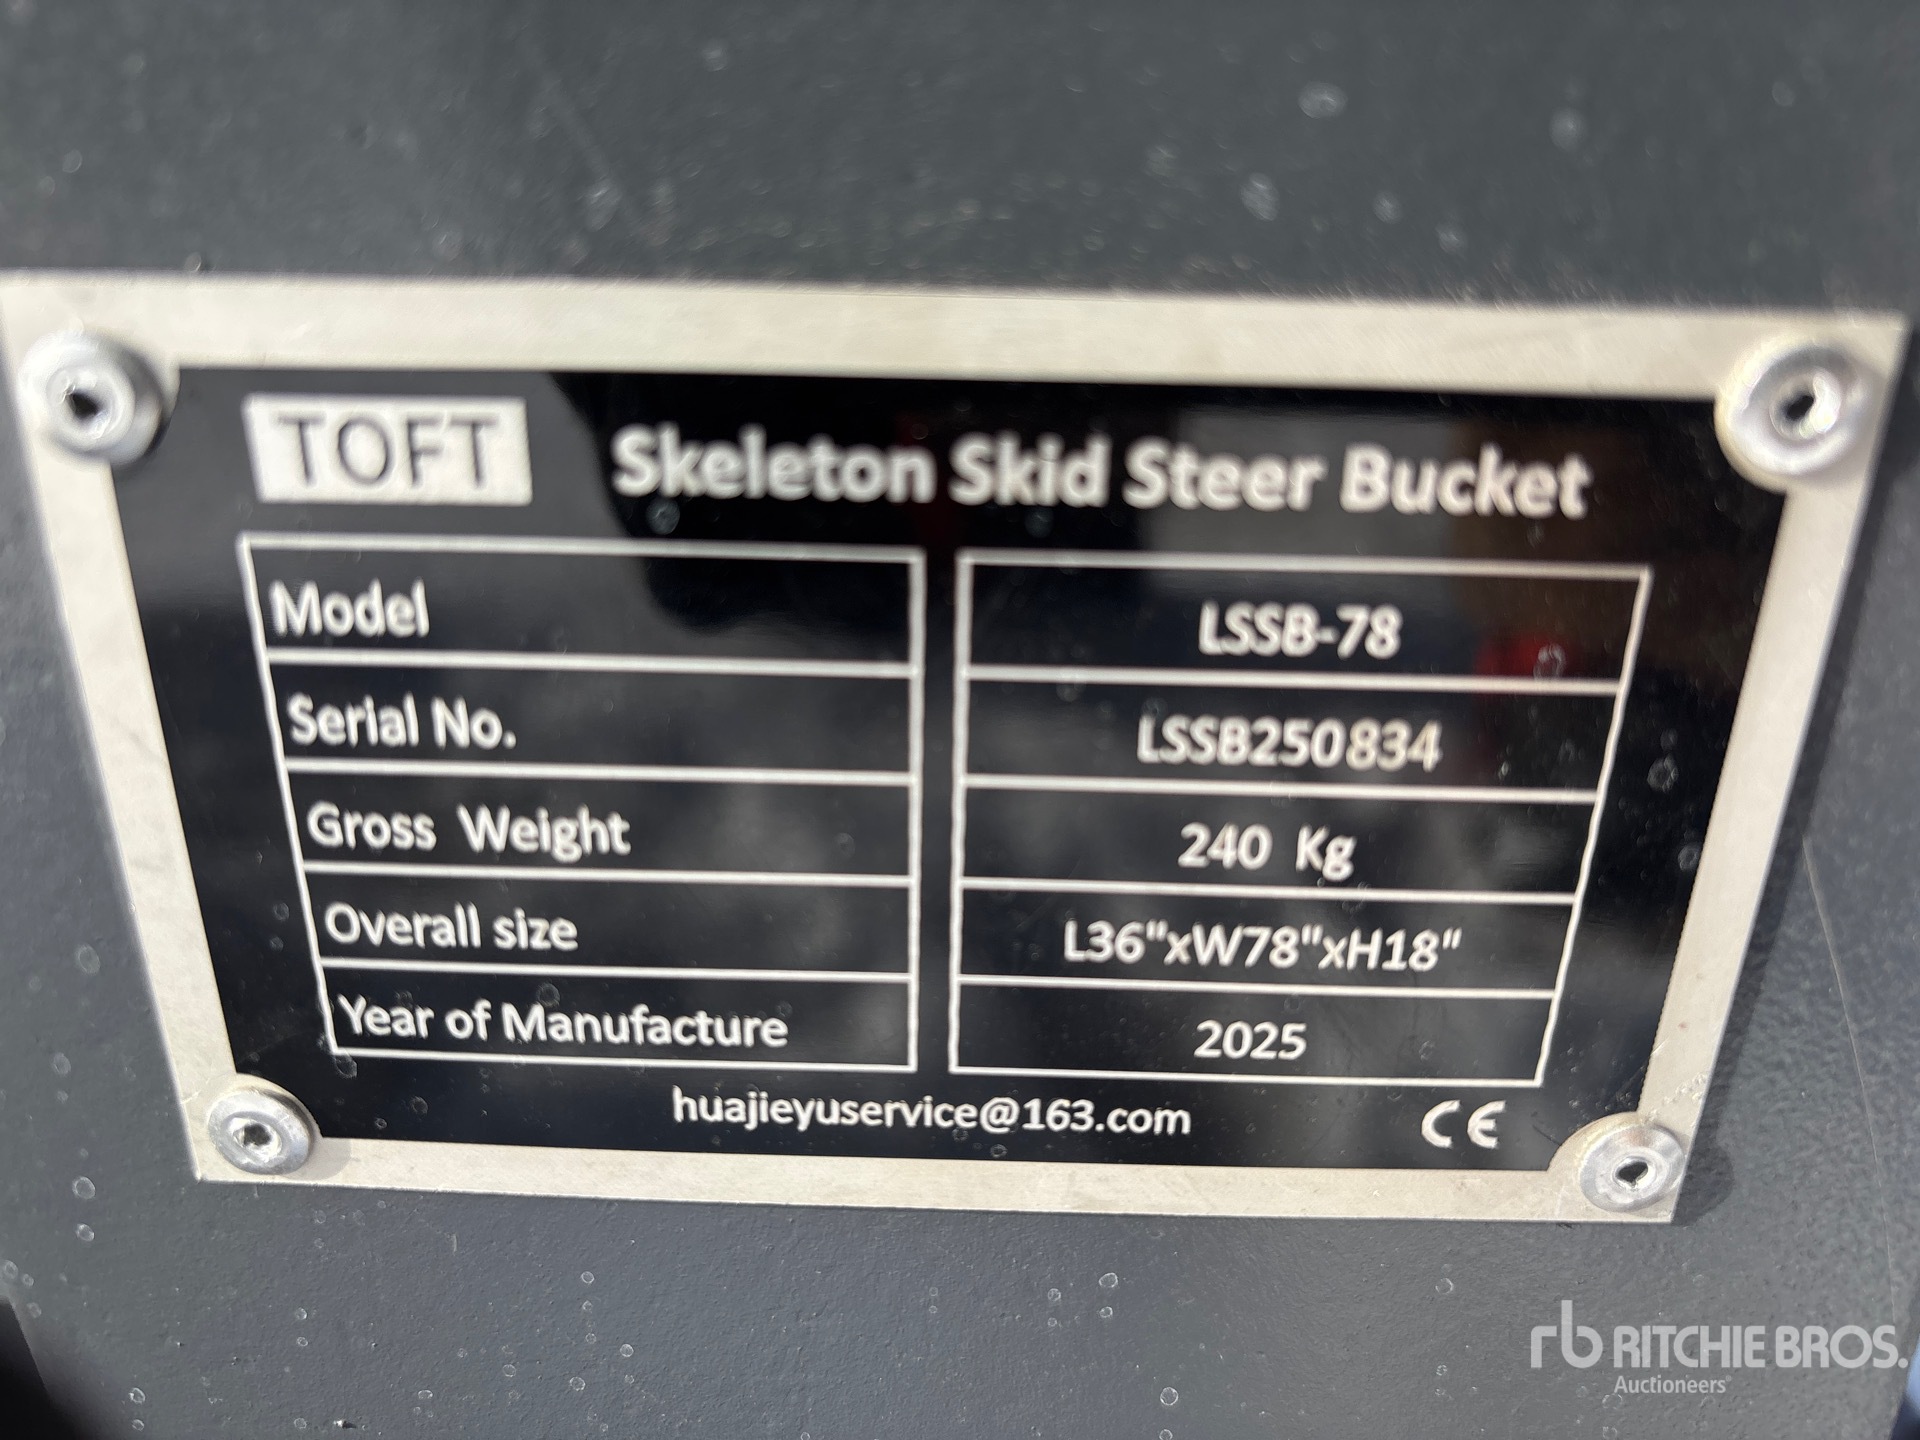 TOFT Skeleton Skid Steer Bucket
Model LSSB-78
Serial No. LSSB250834
Gross Weight 240 Kg
Overall size L36"xW78"xH18"
Year of Manufacture 2025
huajieyuservice@163.com CE
rb RITCHIE BROS.
Auctioneers